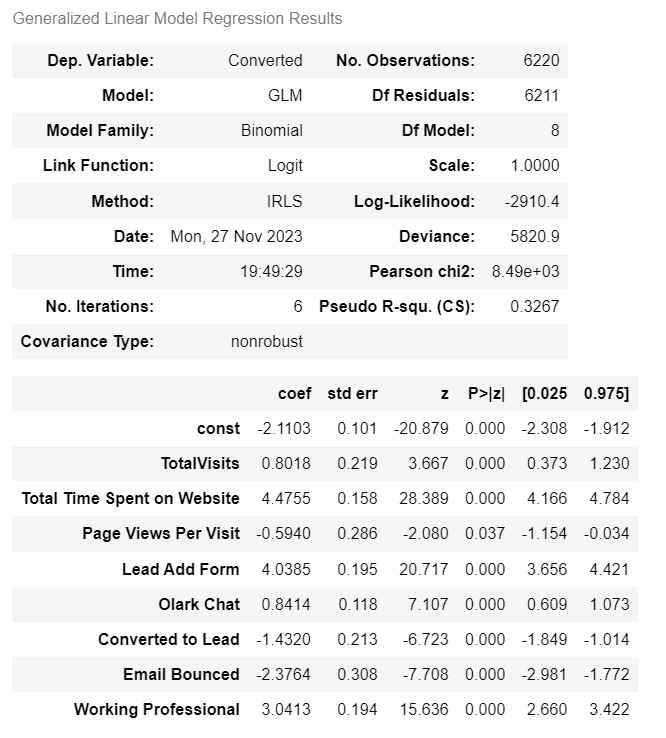 Generalized Linear Model Regression Results
Dep. Variable: Converted No. Observations: 6220
Model: GLM Df Residuals: 6211
Model Family: Binomial Df Model: 8
Link Function: Logit Scale: 1.0000
Method: IRLS Log-Likelihood: -2910.4
Date: Mon, 27 Nov 2023 Deviance: 5820.9
Time: 19:49:29 Pearson chi2: 8.49e+03
No. Iterations: 6 Pseudo R-squ. (CS): 0.3267
Covariance Type: nonrobust
coef std err z P>|z| [0.025 0.975]
const -2.1103 0.101 -20.879 0.000 -2.308 -1.912
TotalVisits 0.8018 0.219 3.667 0.000 0.373 1.230
Total Time Spent on Website 4.4755 0.158 28.389 0.000 4.166 4.784
Page Views Per Visit -0.5940 0.286 -2.080 0.037 -1.154 -0.034
Lead Add Form 4.0385 0.195 20.717 0.000 3.656 4.421
Olark Chat 0.8414 0.118 7.107 0.000 0.609 1.073
Converted to Lead -1.4320 0.213 -6.723 0.000 -1.849 -1.014
Email Bounced -2.3764 0.308 -7.708 0.000 -2.981 -1.772
Working Professional 3.0413 0.194 15.636 0.000 2.660 3.422